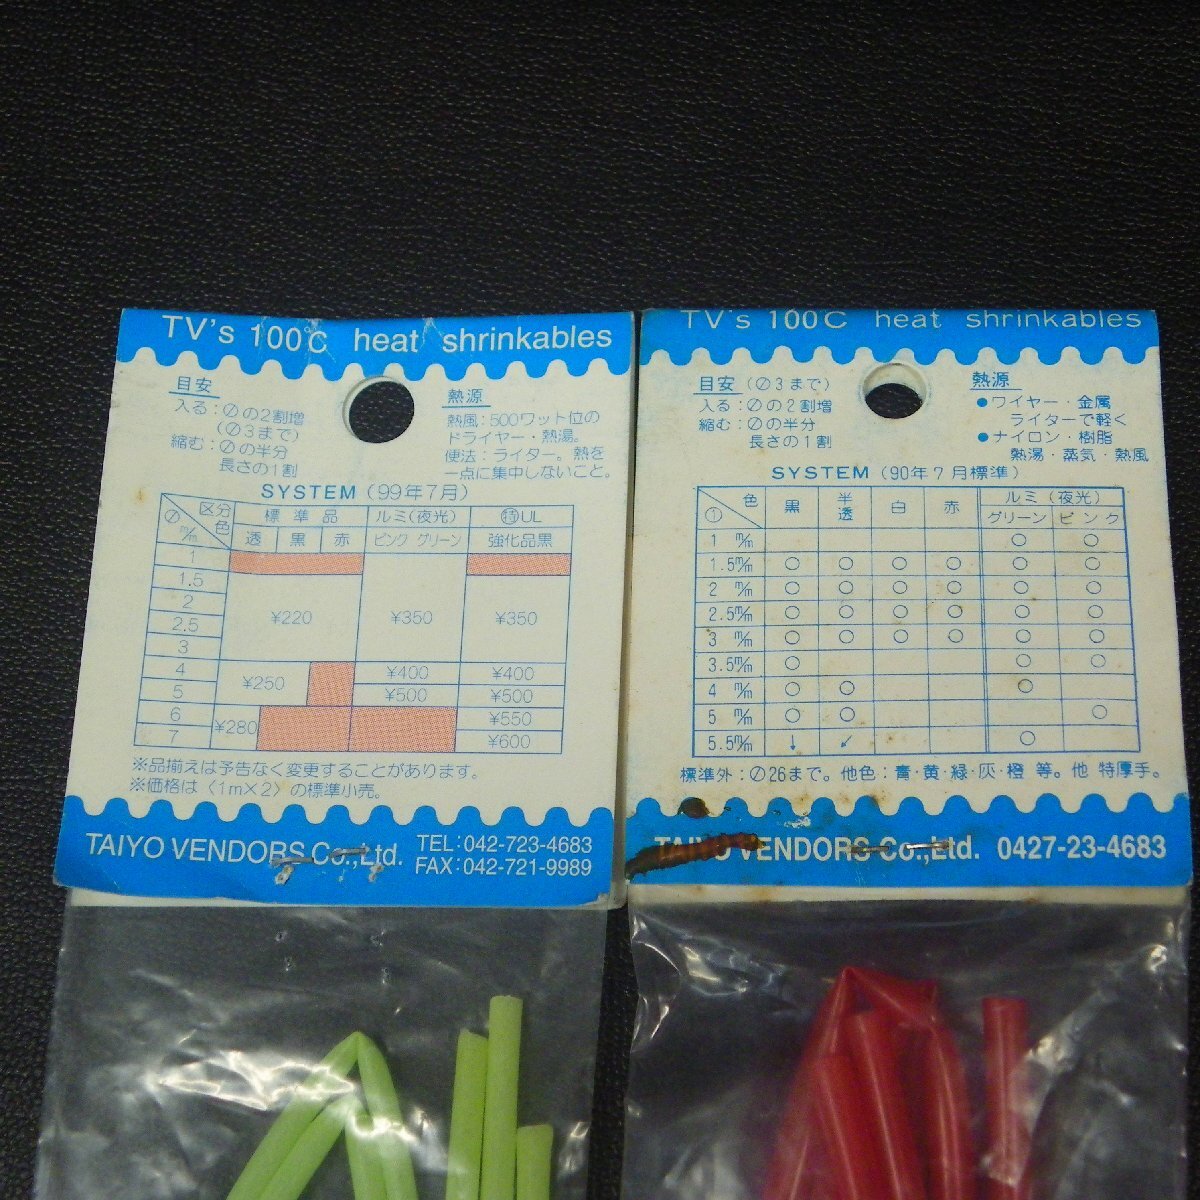 TV's 100℃ heat shrinkables
目安
入る:∅の2割増
(∅3まで)
縮む:∅の半分
長さの1割
熱源
熱風:500ワット位の
ドライヤー・熱湯。
便法:ライター。熱を
一点に集中しないこと。
SYSTEM (99年7月)
∅ m/m 区分 色 標準品 ルミ(夜光) 特UL
透 黒 赤 ピンク グリーン 強化品黒
1
1.5
2 ¥220 ¥350 ¥350
2.5
3
4 ¥250 ¥400 ¥400
5 ¥500 ¥500
6 ¥280 ¥550
7 ¥600
※品揃えは予告なく変更することがあります。
※価格は〈1m×2〉の標準小売。
TAIYO VENDORS Co.,Ltd. TEL:042-723-4683
FAX:042-721-9989
TV's 100℃ heat shrinkables
目安 (∅3まで)
入る:∅の2割増
縮む:∅の半分
長さの1割
熱源
●ワイヤー・金属
ライターで軽く
●ナイロン・樹脂
熱湯・蒸気・熱風
SYSTEM (90年7月標準)
色 黒 半透 白 赤 ルミ(夜光)
グリーン ピンク
1 m/m ○ ○
1.5m/m ○ ○ ○ ○ ○ ○
2 m/m ○ ○ ○ ○ ○ ○
2.5m/m ○ ○ ○ ○ ○ ○
3 m/m ○ ○ ○ ○ ○ ○
3.5m/m ○ ○ ○
4 m/m ○ ○ ○
5 m/m ○ ○ ○
5.5m/m ↓ ↙ ○
標準外:∅26まで。他色:青・黄・緑・灰・橙 等。他 特厚手。
TAIYO VENDORS Co.,Ltd. 0427-23-4683